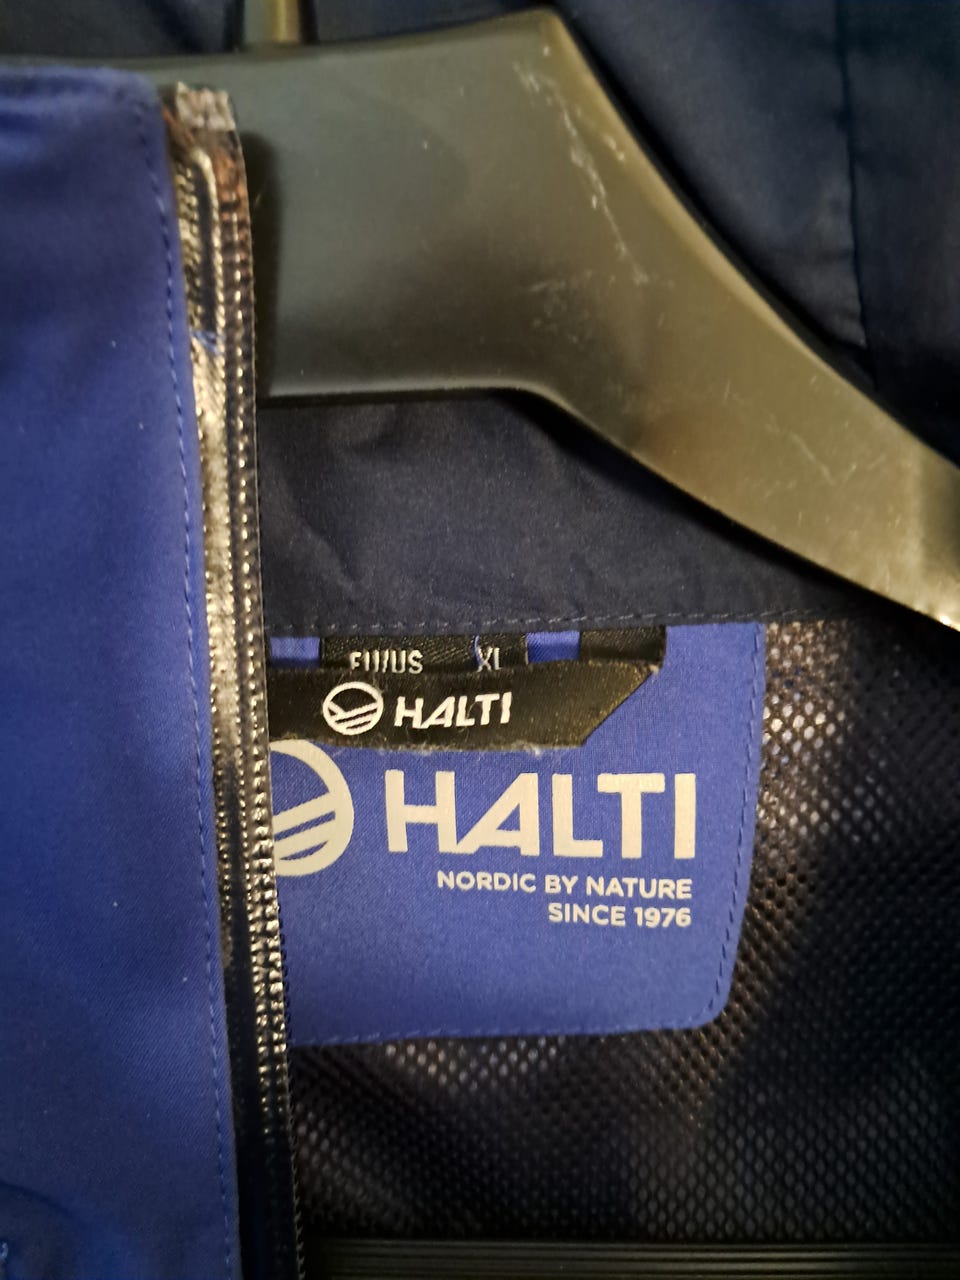 EU/US XL
HALTI
HALTI
NORDIC BY NATURE
SINCE 1976